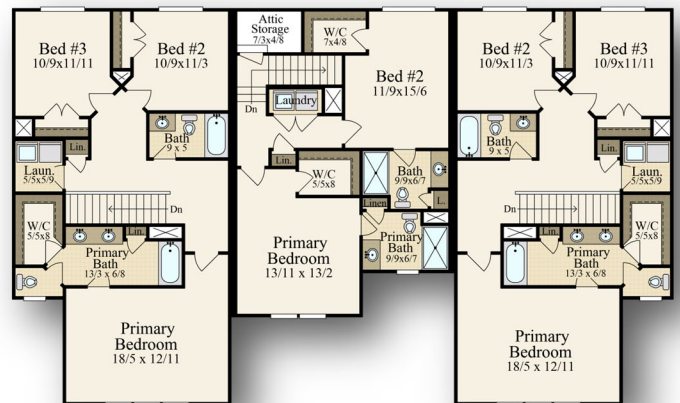 Bed #3
10/9x11/11
Bed #2
10/9x11/3
Bath
9 x 5
Lin.
Laun.
5/5x5/9
W/C
5/5x8
Dn
Lin.
Primary
Bath
13/3 x 6/8
Primary
Bedroom
18/5 x 12/11
Attic
Storage
7/3x4/8
W/C
7x4/8
Bed #2
11/9x15/6
Dn
Laundry
Lin.
W/C
5/5x8
Bath
9/9x6/7
Linen
L.
Primary
Bath
9/9x6/7
Primary
Bedroom
13/11 x 13/2
Bed #2
10/9x11/3
Bed #3
10/9x11/11
Bath
9 x 5
Lin.
Laun.
5/5x5/9
Dn
W/C
5/5x8
Lin.
Primary
Bath
13/3 x 6/8
Primary
Bedroom
18/5 x 12/11